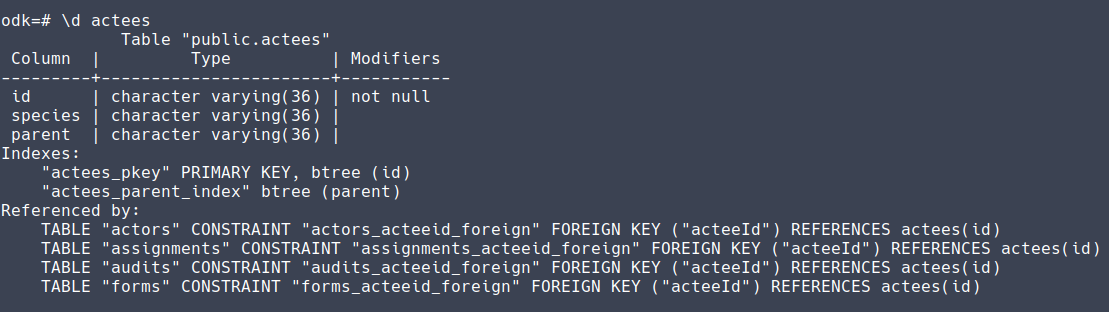 odk=# \d actees
            Table "public.actees"
 Column  |         Type          | Modifiers
---------+-----------------------+-----------
 id      | character varying(36) | not null
 species | character varying(36) |
 parent  | character varying(36) |
Indexes:
    "actees_pkey" PRIMARY KEY, btree (id)
    "actees_parent_index" btree (parent)
Referenced by:
    TABLE "actors" CONSTRAINT "actors_acteeid_foreign" FOREIGN KEY ("acteeId") REFERENCES actees(id)
    TABLE "assignments" CONSTRAINT "assignments_acteeid_foreign" FOREIGN KEY ("acteeId") REFERENCES actees(id)
    TABLE "audits" CONSTRAINT "audits_acteeid_foreign" FOREIGN KEY ("acteeId") REFERENCES actees(id)
    TABLE "forms" CONSTRAINT "forms_acteeid_foreign" FOREIGN KEY ("acteeId") REFERENCES actees(id)